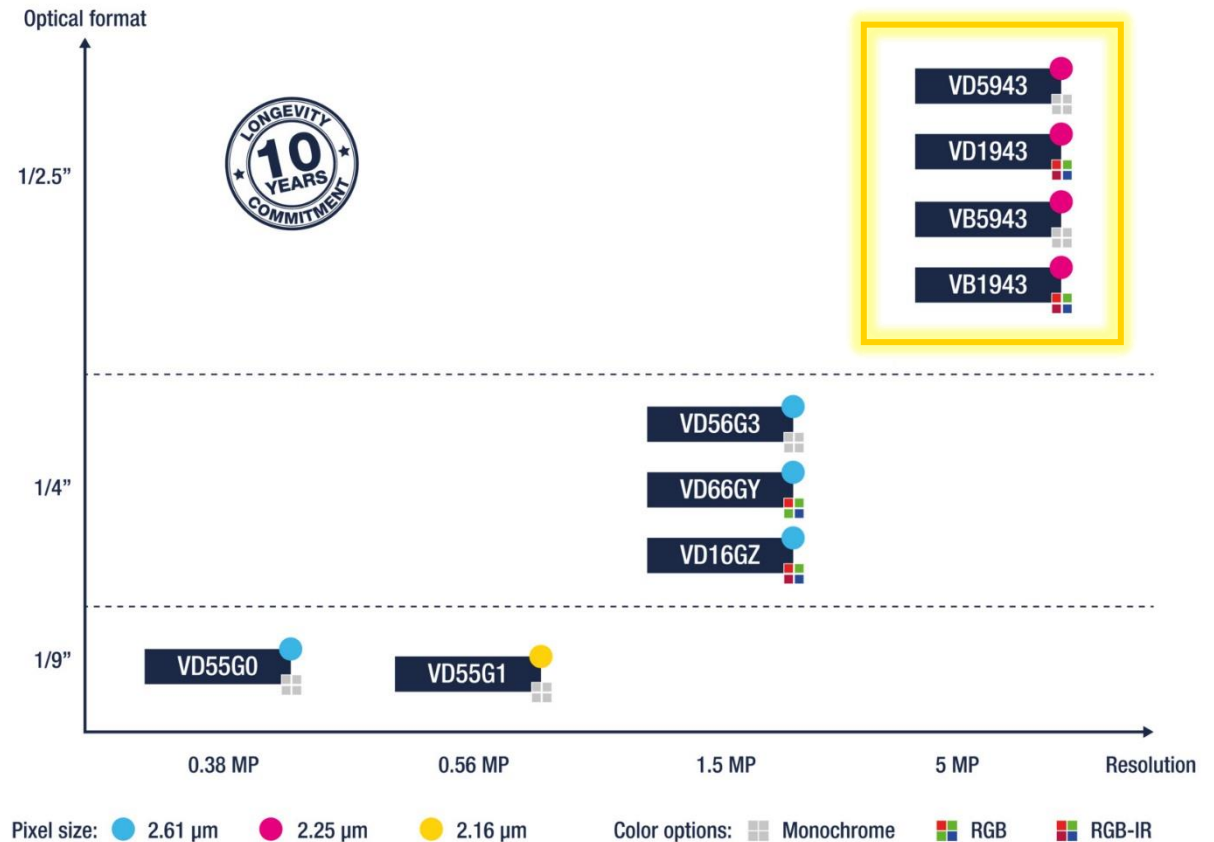 Optical format
LONGEVITY
10
YEARS
COMMITMENT
1/2.5”
VD5943
VD1943
VB5943
VB1943
1/4”
VD56G3
VD66GY
VD16GZ
1/9”
VD55G0
VD55G1
0.38 MP 0.56 MP 1.5 MP 5 MP Resolution
Pixel size: 2.61 µm 2.25 µm 2.16 µm Color options: Monochrome RGB RGB-IR